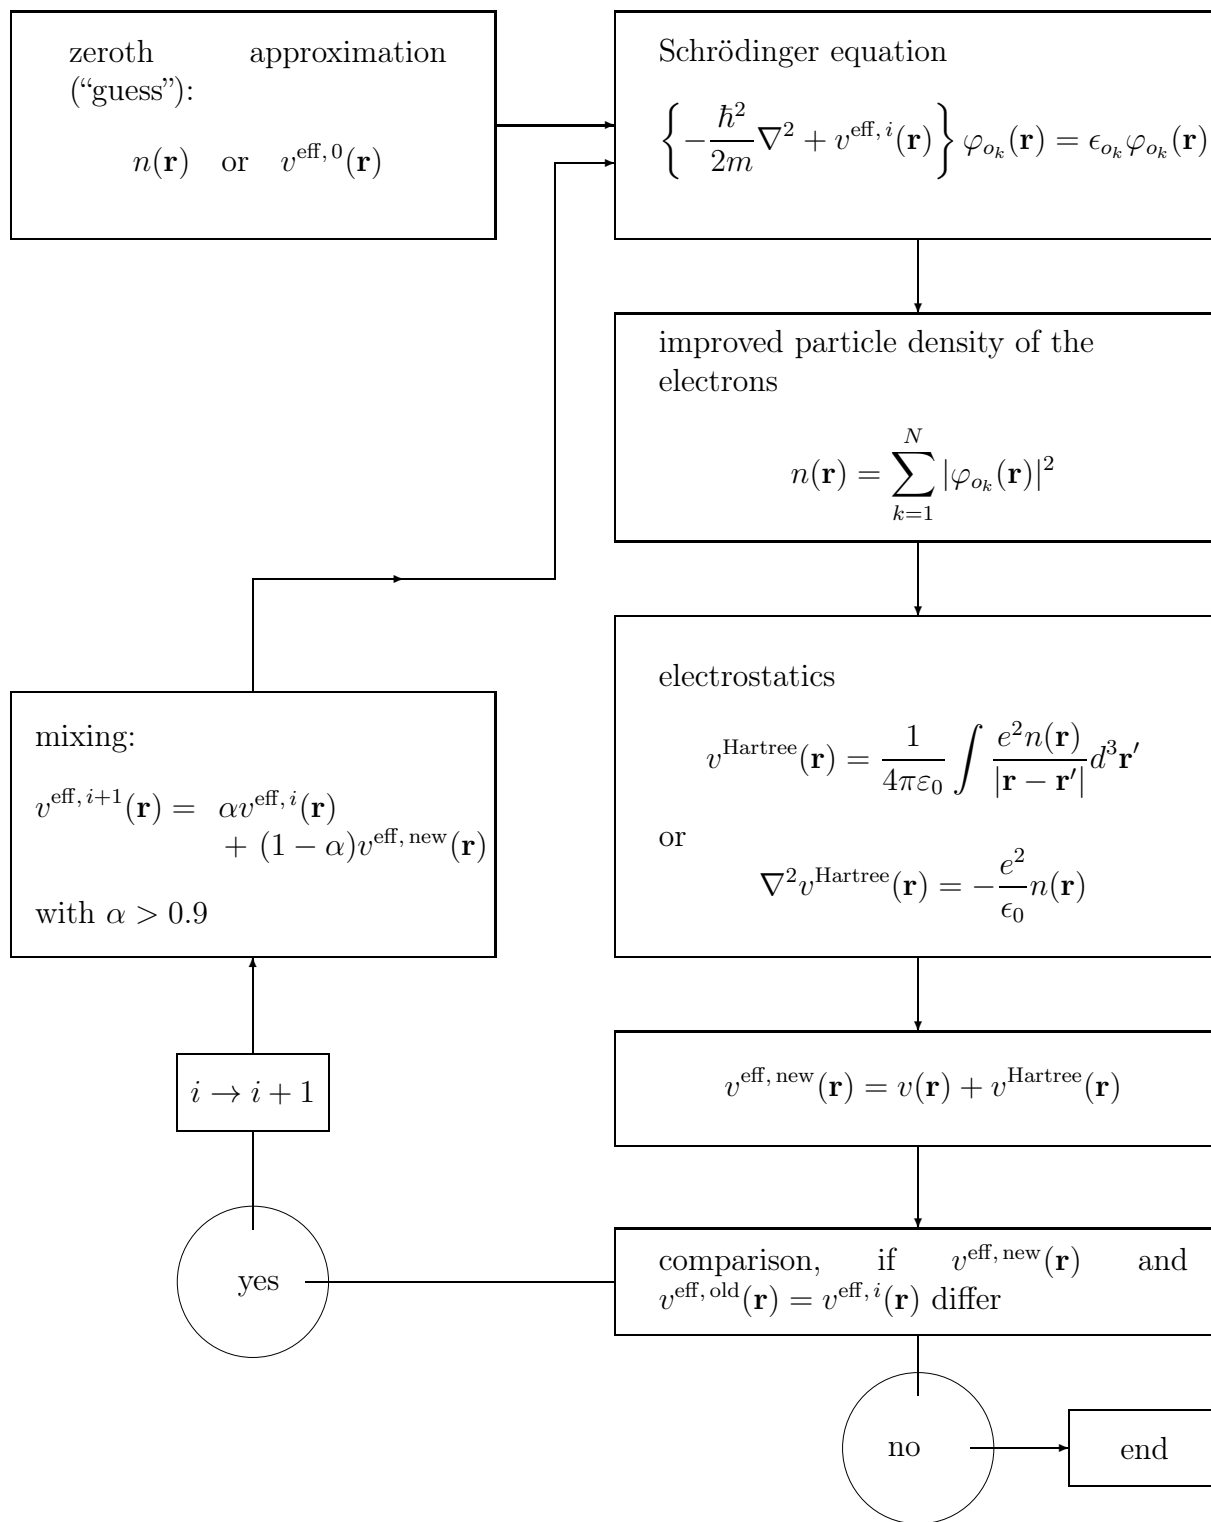 zeroth approximation
(“guess”):
n(𝐫) or v^{eff, 0}(𝐫)
Schrödinger equation
{−ℏ²/2m ∇² + v^{eff, i}(𝐫)} φ_{o_k}(𝐫) = ϵ_{o_k} φ_{o_k}(𝐫)
improved particle density of the
electrons
n(𝐫) = ∑_{k=1}^{N} |φ_{o_k}(𝐫)|²
electrostatics
v^{Hartree}(𝐫) = 1/4πε₀ ∫ e²n(𝐫)/|𝐫 − 𝐫′| d³𝐫′
or
∇²v^{Hartree}(𝐫) = −e²/ϵ₀ n(𝐫)
v^{eff, new}(𝐫) = v(𝐫) + v^{Hartree}(𝐫)
comparison, if v^{eff, new}(𝐫) and
v^{eff, old}(𝐫) = v^{eff, i}(𝐫) differ
no
end
yes
i → i + 1
mixing:
v^{eff, i+1}(𝐫) = αv^{eff, i}(𝐫)
+ (1 − α)v^{eff, new}(𝐫)
with α > 0.9